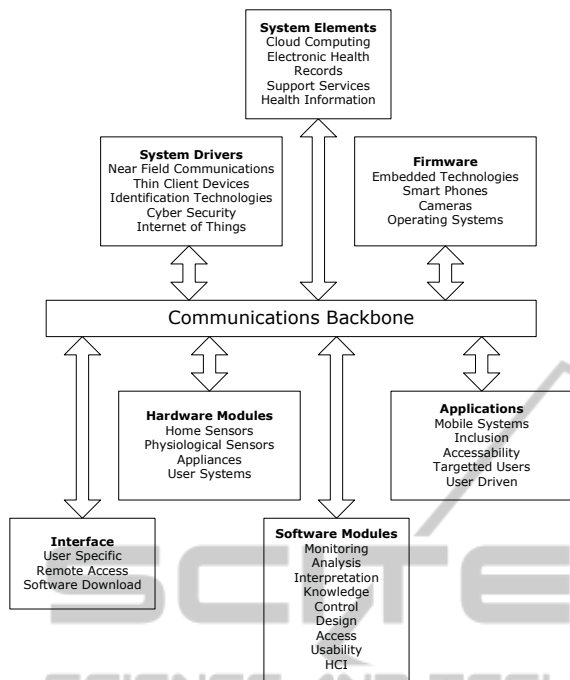 System Elements
Cloud Computing
Electronic Health
Records
Support Services
Health Information
System Drivers
Near Field Communications
Thin Client Devices
Identification Technologies
Cyber Security
Internet of Things
Firmware
Embedded Technologies
Smart Phones
Cameras
Operating Systems
Communications Backbone
Hardware Modules
Home Sensors
Physiological Sensors
Appliances
User Systems
Applications
Mobile Systems
Inclusion
Accessability
Targetted Users
User Driven
Interface
User Specific
Remote Access
Software Download
Software Modules
Monitoring
Analysis
Interpretation
Knowledge
Control
Design
Access
Usability
HCI